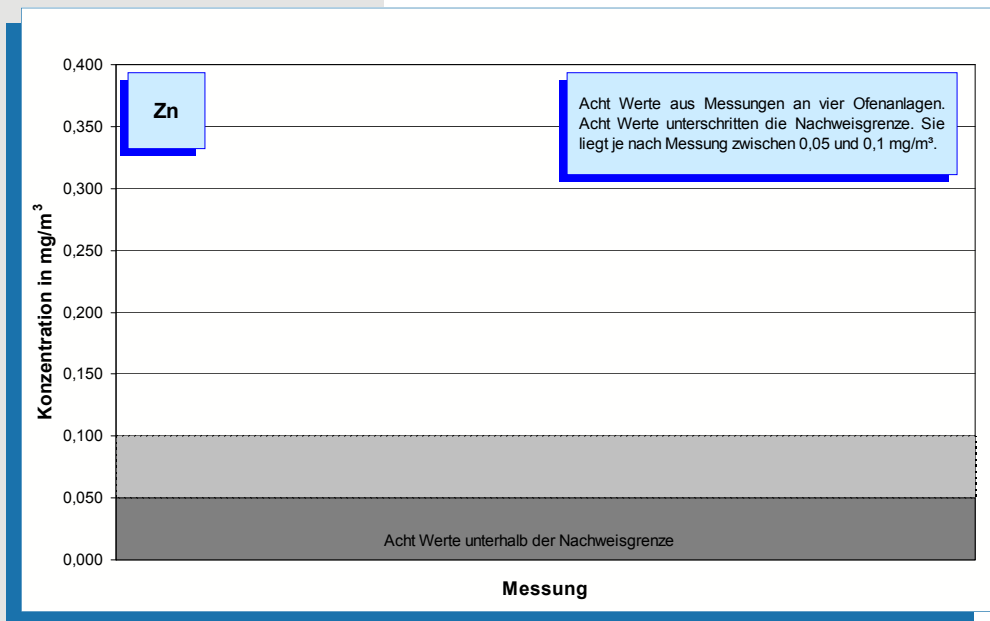 0,400
Zn
Acht Werte aus Messungen an vier Ofenanlagen.
Acht Werte unterschritten die Nachweisgrenze. Sie
liegt je nach Messung zwischen 0,05 und 0,1 mg/m³.
0,350
0,300
0,250
0,200
0,150
0,100
0,050
0,000
Konzentration in mg/m³
Acht Werte unterhalb der Nachweisgrenze
Messung